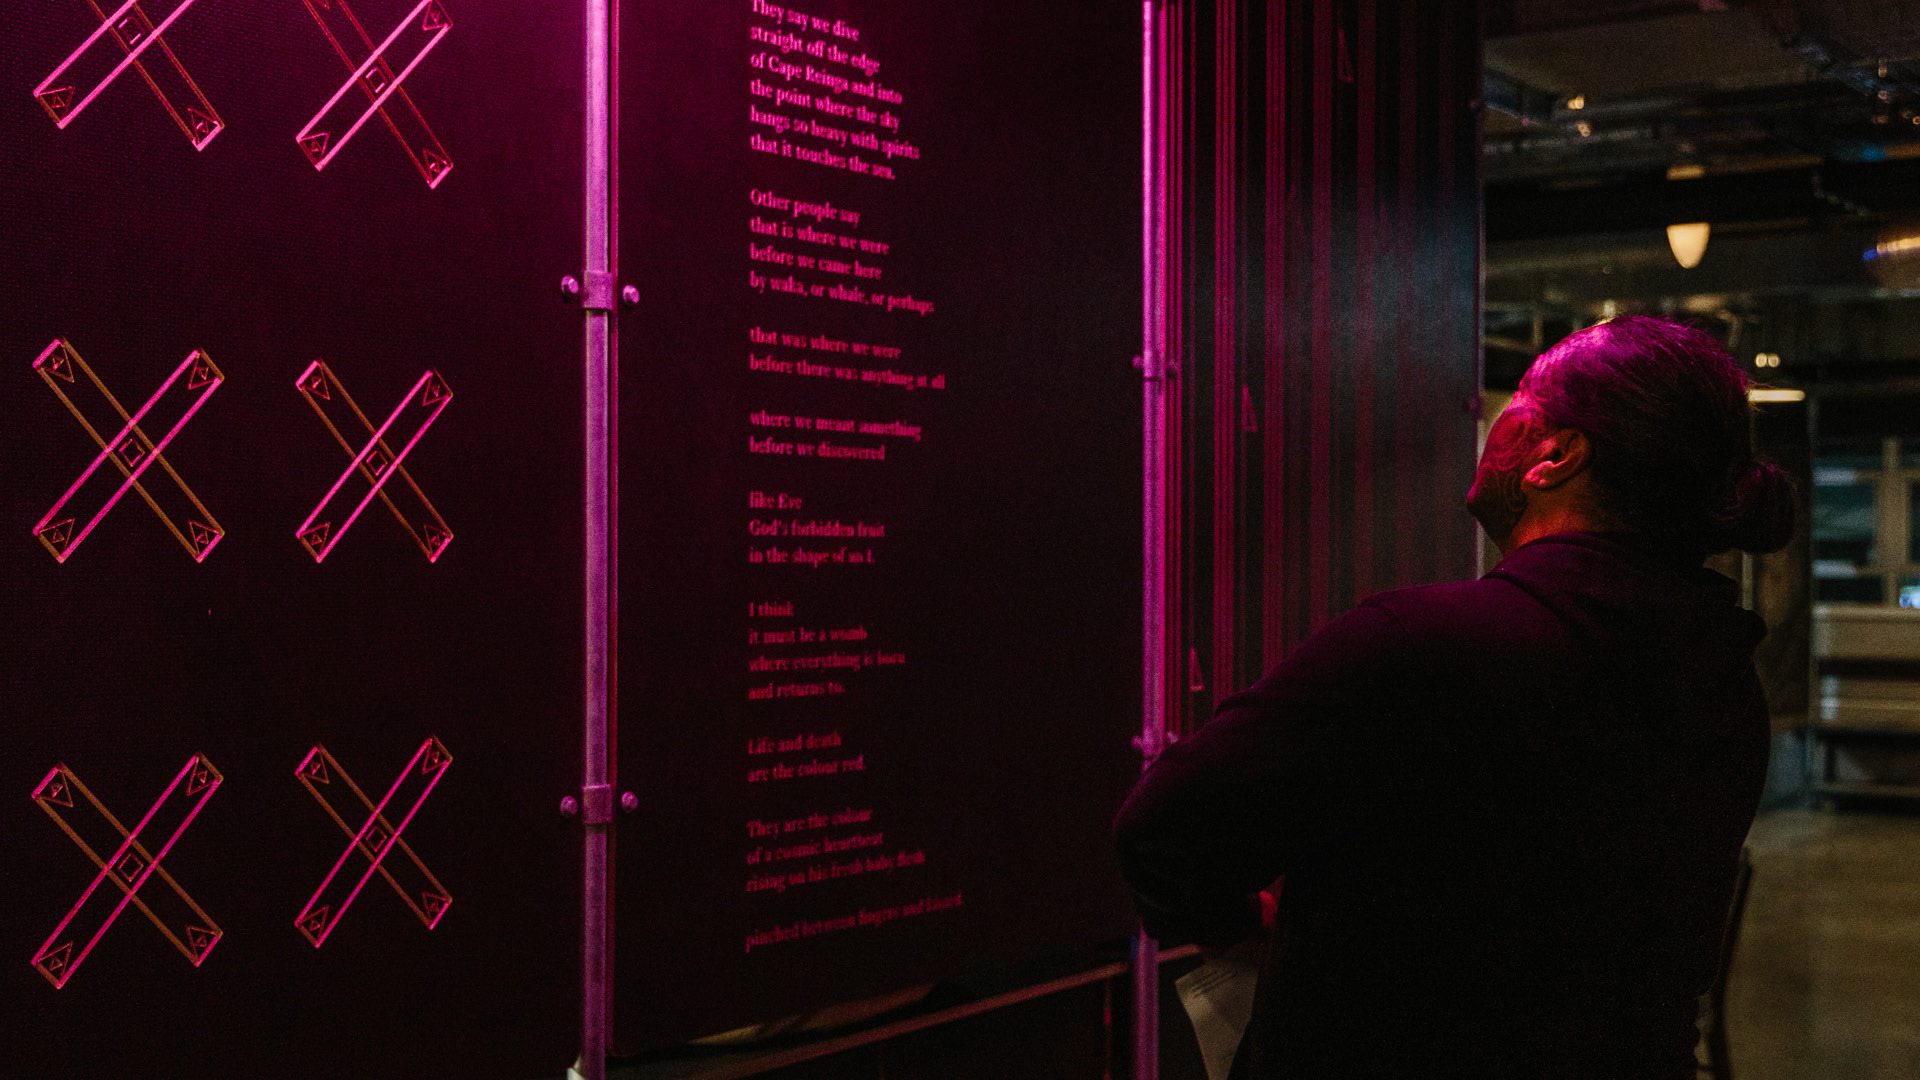 They say we dive
straight off the edge
of Cape Reinga and into
the point where the sky
hangs so heavy with spirits
that it touches the sea.
Other people say
that is where we were
before we came here
by waka, or whale, or perhaps
that was where we were
before there was anything at all
where we meant something
before we discovered
like Eve
God's forbidden fruit
in the shape of an I.
I think
it must be a womb
where everything is born
and returns to.
Life and death
are the colour red.
They are the colour
of a cosmic heartbeat
rising on his fresh baby flesh
pinched between fingers and kissed.